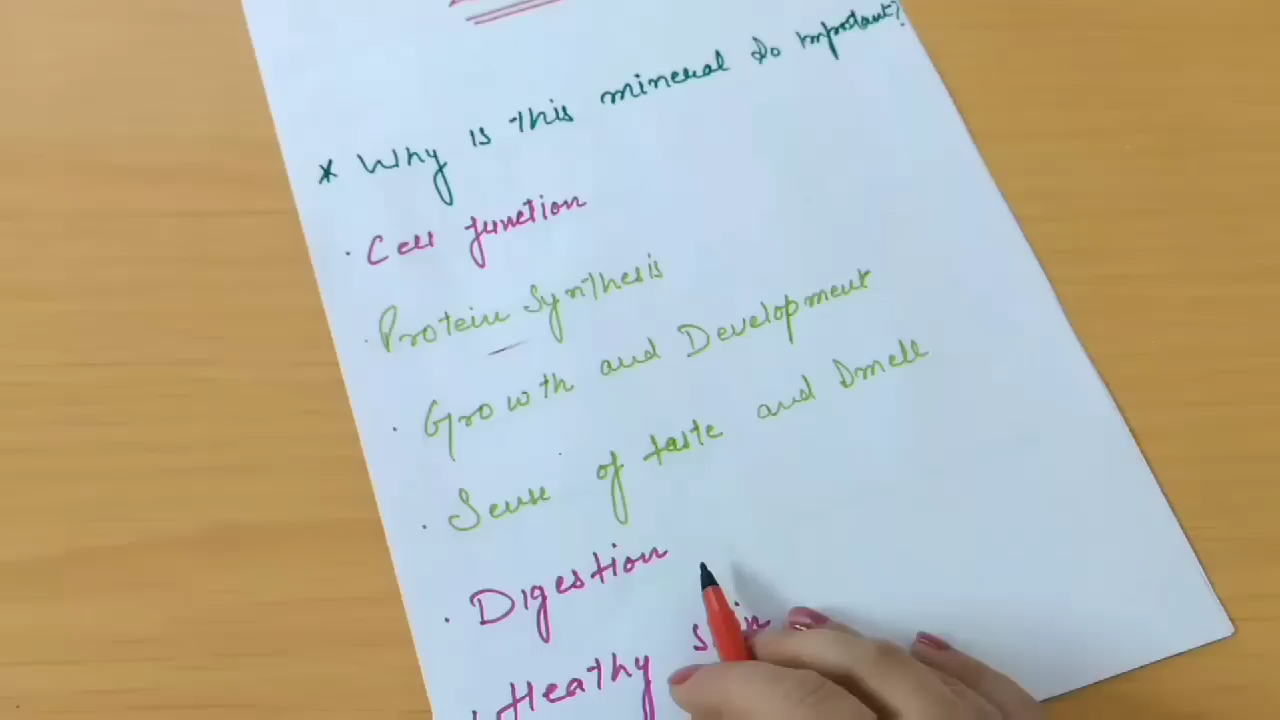 * Why is this mineral so important?
· Cell function
· Protein Synthesis
· Growth and Development
· Sense of taste and Smell
· Digestion
· Heathy skin